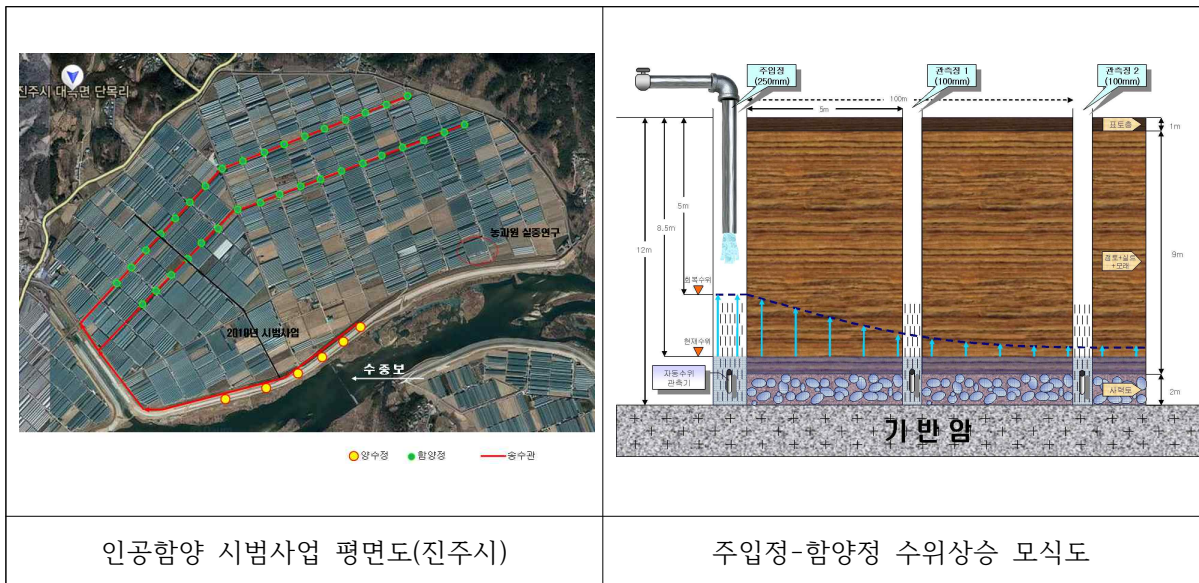 진주시 대곡면 단목리
농과원 실증연구
2019년 시범사업
수중보
양수정
함양정
송수관
인공함양 시범사업 평면도(진주시)
주입정
(250mm)
관측정 1
(100mm)
관측정 2
(100mm)
100m
5m
표토층
1m
5m
8.5m
12m
9m
회복수위
현재수위
자동수위
관측기
사력토
2m
기반암
주입정-함양정 수위상승 모식도